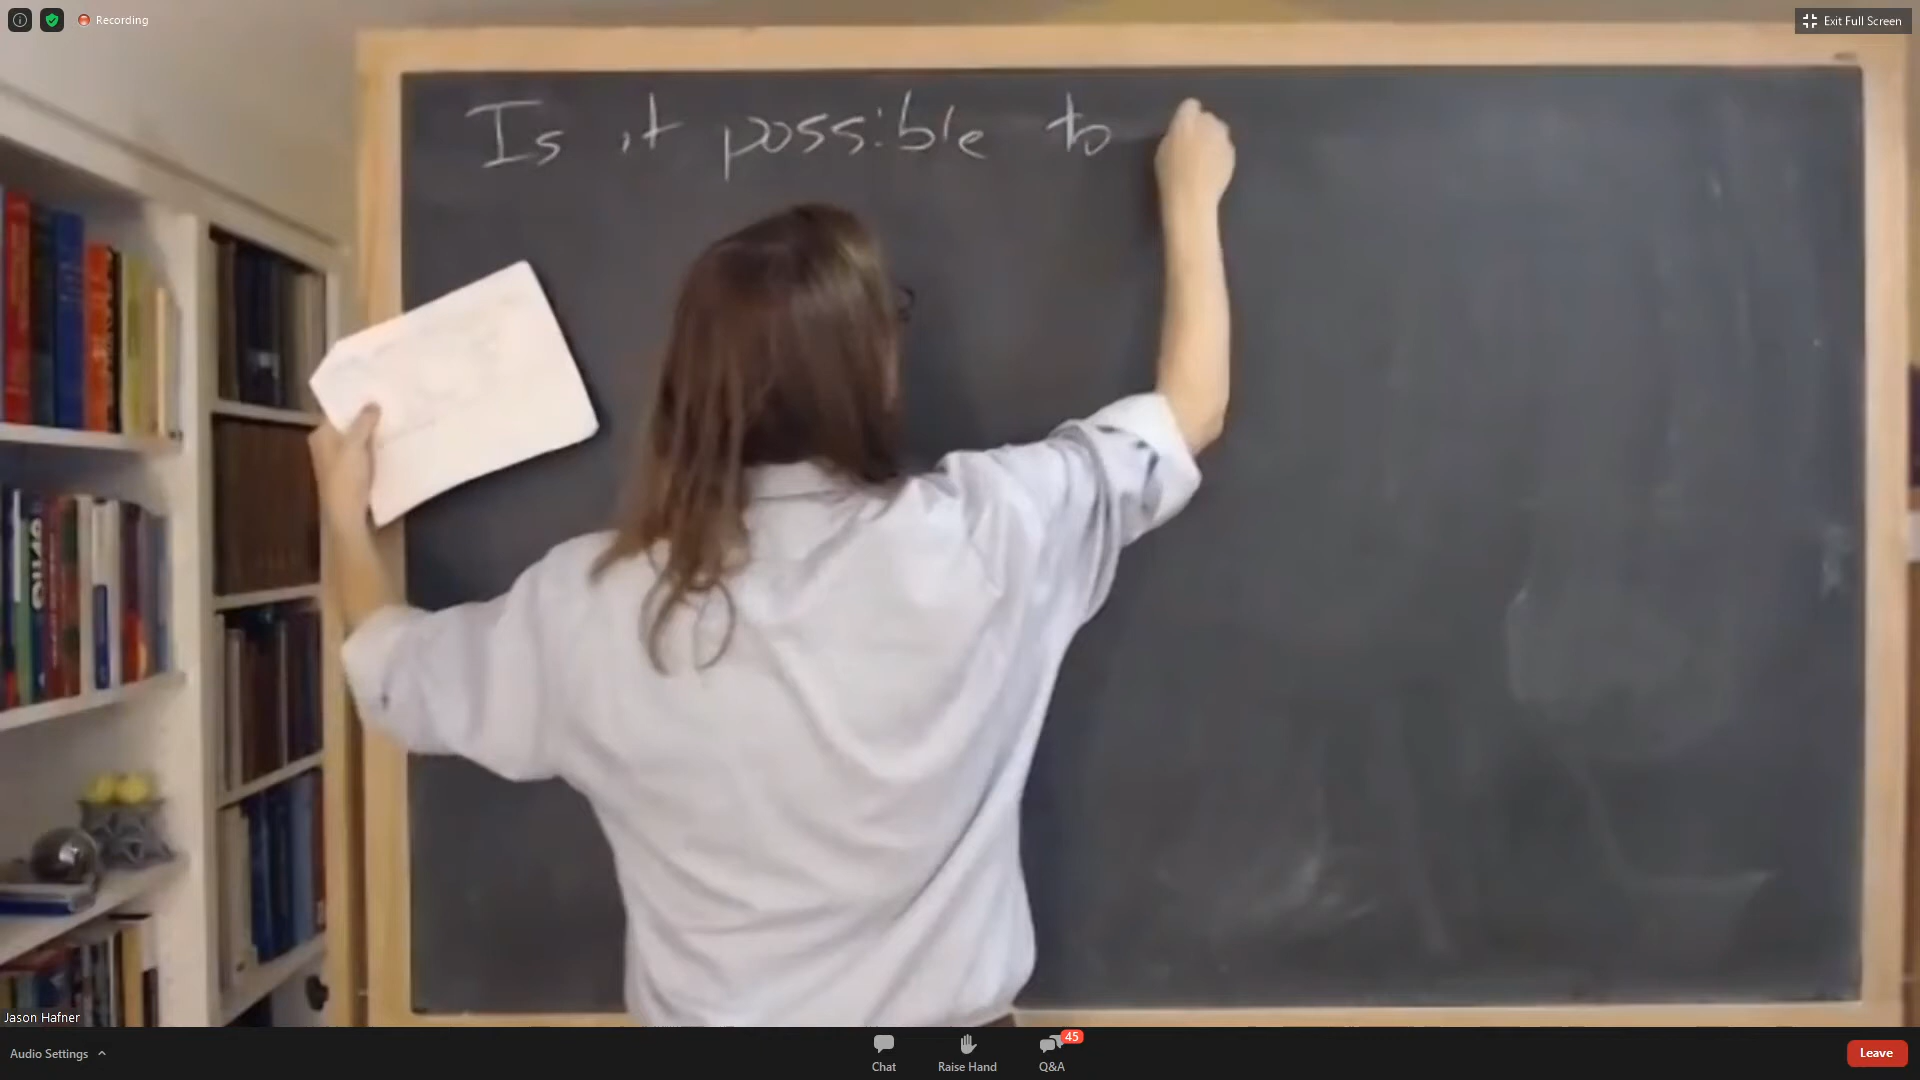 Recording
Exit Full Screen
Is it possible to
Jason Hafner
Audio Settings
Chat
Raise Hand
Q&A
45
Leave